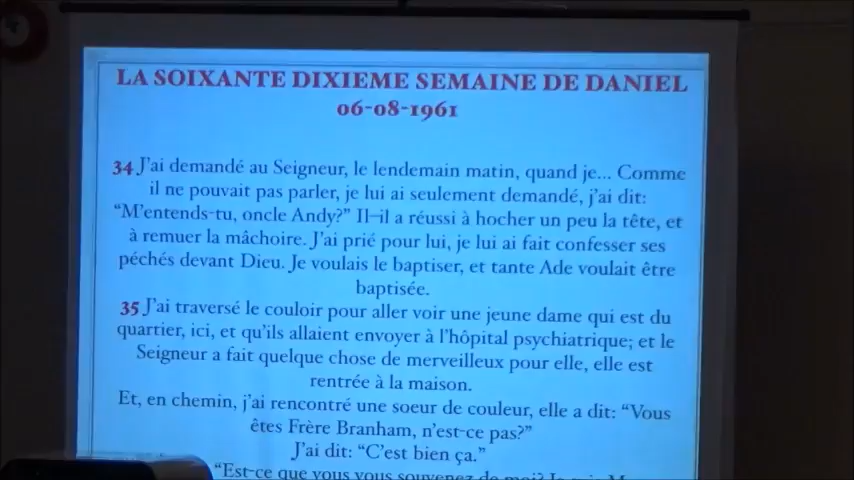 LA SOIXANTE DIXIEME SEMAINE DE DANIEL
06-08-1961
34 J'ai demandé au Seigneur, le lendemain matin, quand je... Comme
il ne pouvait pas parler, je lui ai seulement demandé, j'ai dit:
“M'entends-tu, oncle Andy?” Il–il a réussi à hocher un peu la tête, et
à remuer la mâchoire. J'ai prié pour lui, je lui ai fait confesser ses
péchés devant Dieu. Je voulais le baptiser, et tante Ade voulait être
baptisée.
35 J'ai traversé le couloir pour aller voir une jeune dame qui est du
quartier, ici, et qu'ils allaient envoyer à l'hôpital psychiatrique; et le
Seigneur a fait quelque chose de merveilleux pour elle, elle est
rentrée à la maison.
Et, en chemin, j'ai rencontré une soeur de couleur, elle a dit: “Vous
êtes Frère Branham, n'est-ce pas?”
J'ai dit: “C'est bien ça.”
“Est-ce que vous vous souvenez de moi?